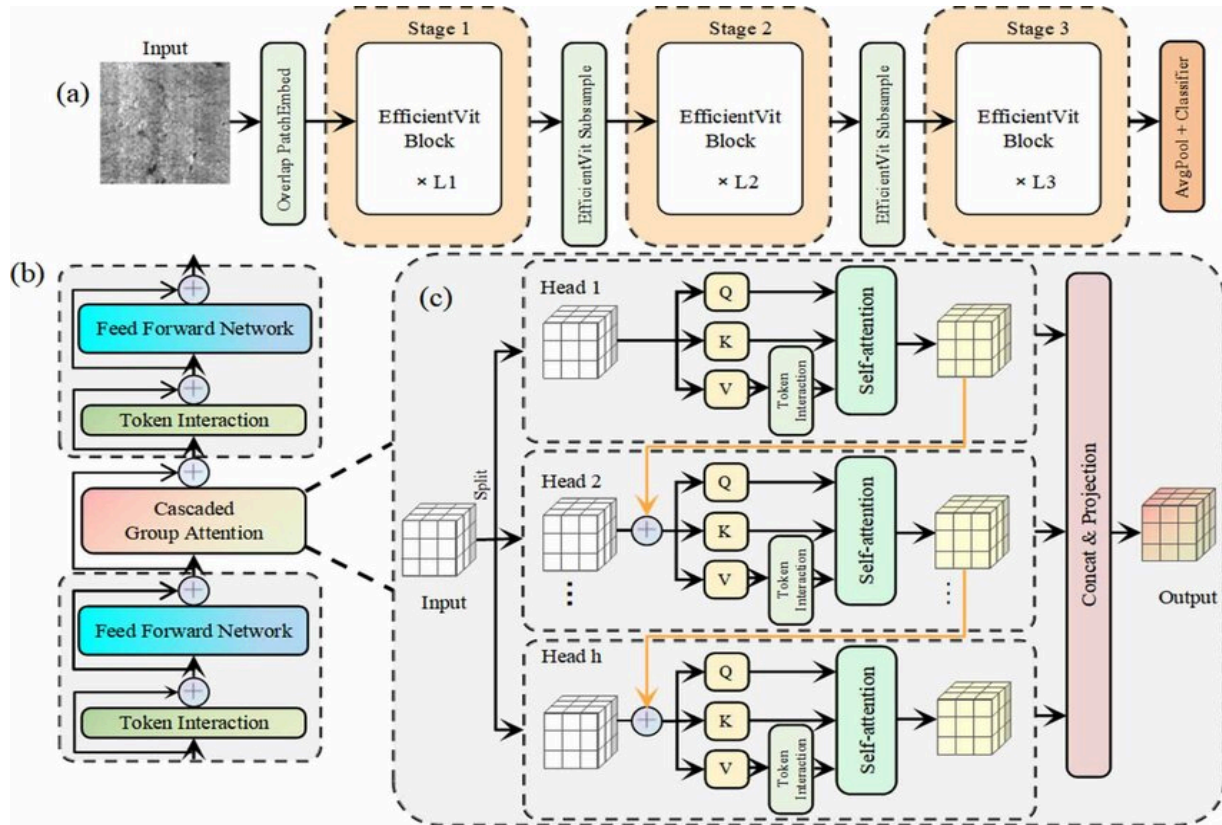 Input
(a)
Overlap PatchEmbed
Stage 1
EfficientVit
Block
× L1
EfficientVit Subsample
Stage 2
EfficientVit
Block
× L2
EfficientVit Subsample
Stage 3
EfficientVit
Block
× L3
AvgPool + Classifier
(b)
Feed Forward Network
Token Interaction
Cascaded
Group Attention
Feed Forward Network
Token Interaction
(c)
Input
Split
Head 1
Q
K
V
Token
Interaction
Self-attention
Head 2
Q
K
V
Token
Interaction
Self-attention
Head h
Q
K
V
Token
Interaction
Self-attention
Concat & Projection
Output